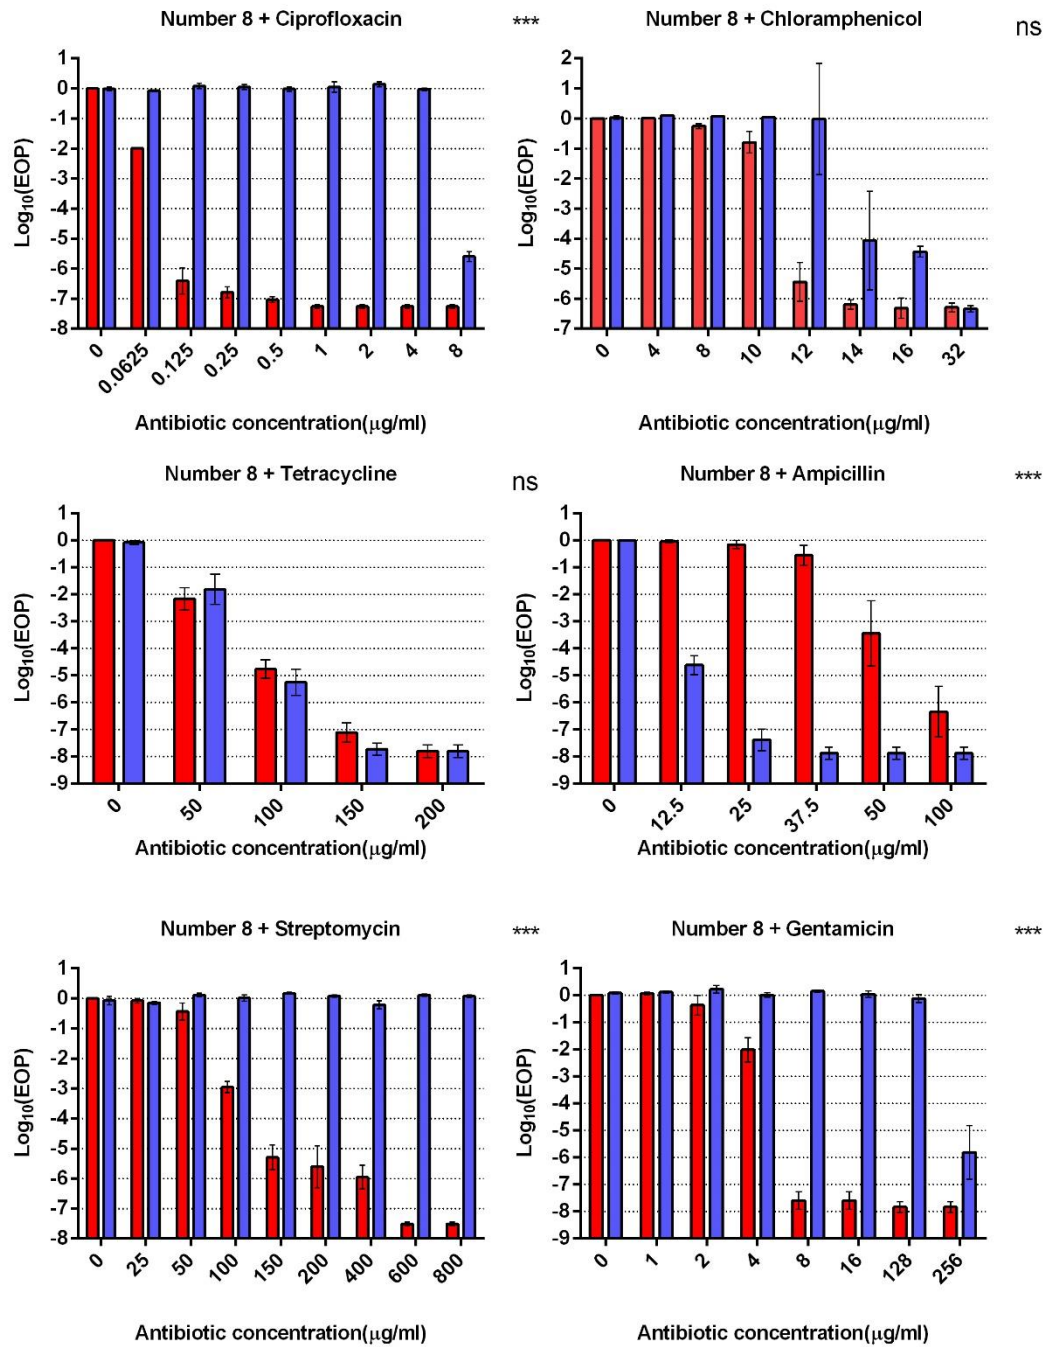 Number 8 + Ciprofloxacin
***
Log10(EOP)
1
0
-1
-2
-3
-4
-5
-6
-7
-8
0 0.0625 0.125 0.25 0.5 1 2 4 8
Antibiotic concentration(μg/ml)
Number 8 + Chloramphenicol
ns
Log10(EOP)
2
1
0
-1
2
-3
-4
-5
-6
-7
0 4 8 10 12 14 16 32
Antibiotic concentration(μg/ml)
Number 8 + Tetracycline
ns
Log10(EOP)
1
0
-1
-2
-3
-4
-5
-6
-7
-8
-9
0 50 100 150 200
Antibiotic concentration(μg/ml)
Number 8 + Ampicillin
***
Log10(EOP)
1
0
-1
-2
-3
-4
-5
-6
-7
-8
-9
0 12.5 25 37.5 50 100
Antibiotic concentration(μg/ml)
Number 8 + Streptomycin
***
Log10(EOP)
1
0
-1
-2
-3
-4
-5
-6
-7
-8
0 25 50 100 150 200 400 600 800
Antibiotic concentration(μg/ml)
Number 8 + Gentamicin
***
Log10(EOP)
1
0
-1
-2
-3
-4
-5
-6
-7
-8
-9
0 1 2 4 8 16 128 256
Antibiotic concentration(μg/ml)